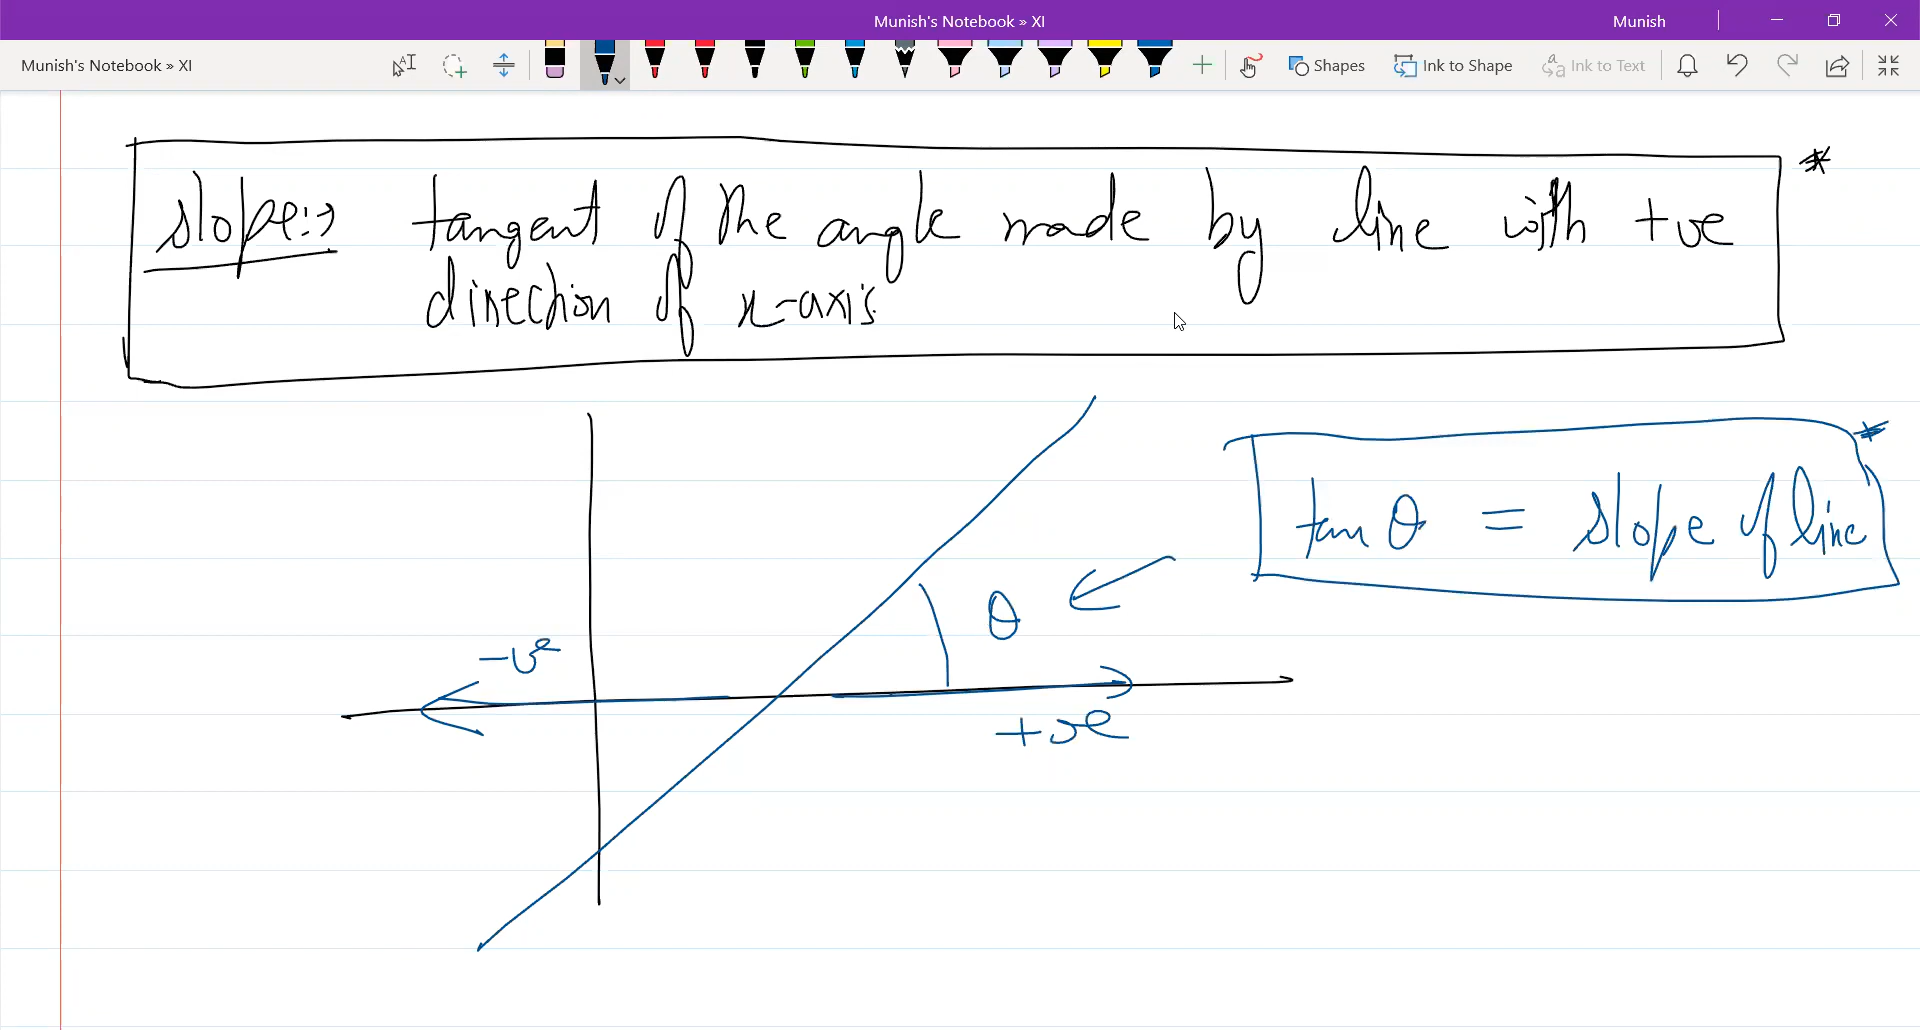 Munish's Notebook » XI
Munish
Munish's Notebook » XI
Shapes
Ink to Shape
Ink to Text
slope:→ tangent of the angle made by line with +ve
direction of x-axis.
tan θ = slope of line
θ
-ve
+ve